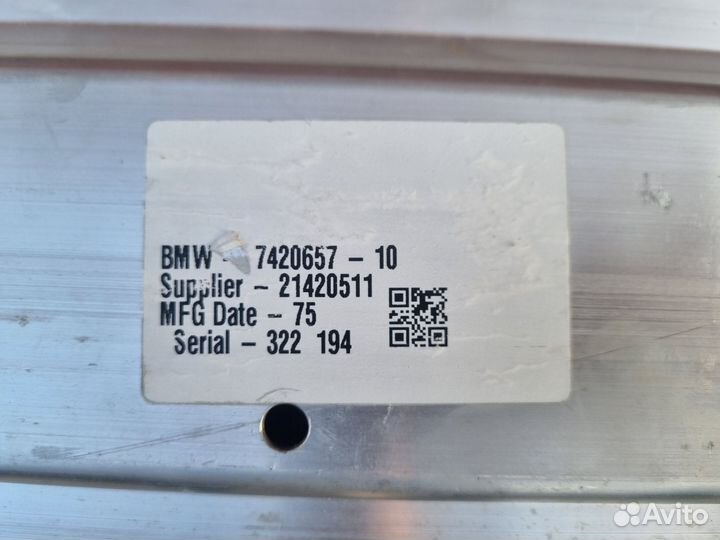 BMW - 7420657 - 10
Supplier - 21420511
MFG Date - 75
Serial - 322 194
Avito